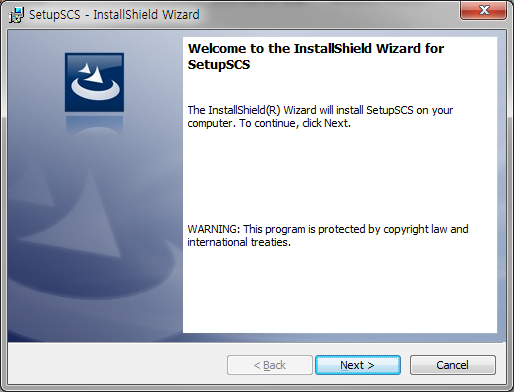 SetupSCS - InstallShield Wizard
Welcome to the InstallShield Wizard for
SetupSCS
The InstallShield(R) Wizard will install SetupSCS on your
computer. To continue, click Next.
WARNING: This program is protected by copyright law and
international treaties.
< Back
Next >
Cancel